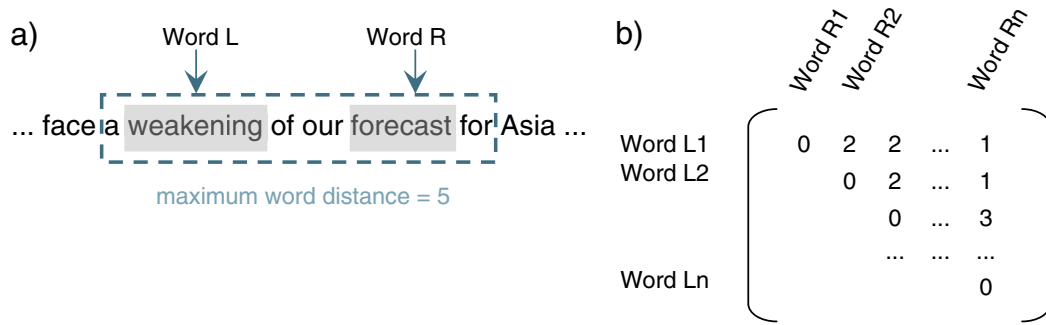 a)
Word L Word R
... face a weakening of our forecast for Asia ...
maximum word distance = 5
b)
Word R1 Word R2 Word Rn
Word L1 0 2 2 ... 1
Word L2 0 2 ... 1
0 ... 3
... ... ...
Word Ln 0